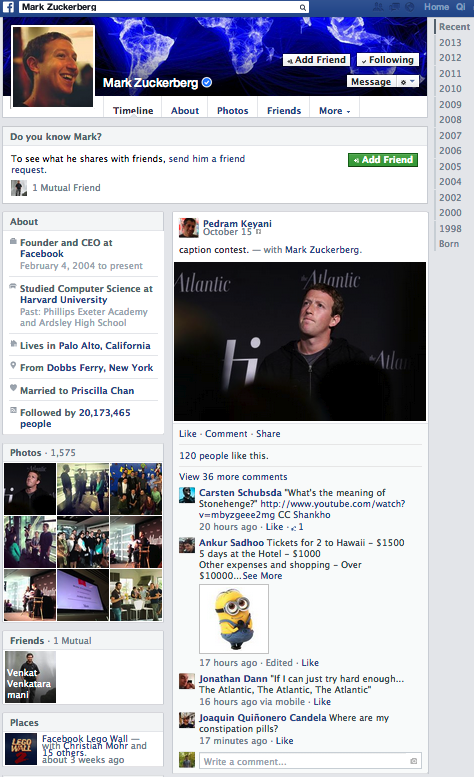 Mark Zuckerberg
Home
Qi
Add Friend
Following
Mark Zuckerberg
Message
Timeline
About
Photos
Friends
More
Recent
2013
2012
2011
2010
2009
2008
2007
2006
2005
2004
2002
2000
1998
Born
Do you know Mark?
To see what he shares with friends, send him a friend
request.
Add Friend
1 Mutual Friend
About
Founder and CEO at
Facebook
February 4, 2004 to present
Studied Computer Science at
Harvard University
Past: Phillips Exeter Academy
and Ardsley High School
Lives in Palo Alto, California
From Dobbs Ferry, New York
Married to Priscilla Chan
Followed by 20,173,465
people
Photos · 1,575
Friends · 1 Mutual
Venkat
Venkatara
mani
Places
LEGO
WALL
2
Facebook Lego Wall —
with Christian Mohr and
15 others.
about 3 weeks ago
Pedram Keyani
October 15
caption contest. — with Mark Zuckerberg.
Atlantic
the Atlantic
Atla
Like · Comment · Share
120 people like this.
View 36 more comments
Carsten Schubsda "What's the meaning of
Stonehenge?" http://www.youtube.com/watch?
v=mbyzgeee2mg CC Shankho
20 hours ago · Like · 1
Ankur Sadhoo Tickets for 2 to Hawaii - $1500
5 days at the Hotel - $1000
Other expenses and shopping - Over
$10000...See More
17 hours ago · Edited · Like
Jonathan Dann "If I can just try hard enough...
The Atlantic, The Atlantic, The Atlantic"
16 hours ago via mobile · Like
Joaquin Quiñonero Candela Where are my
constipation pills?
17 minutes ago · Like
Write a comment...